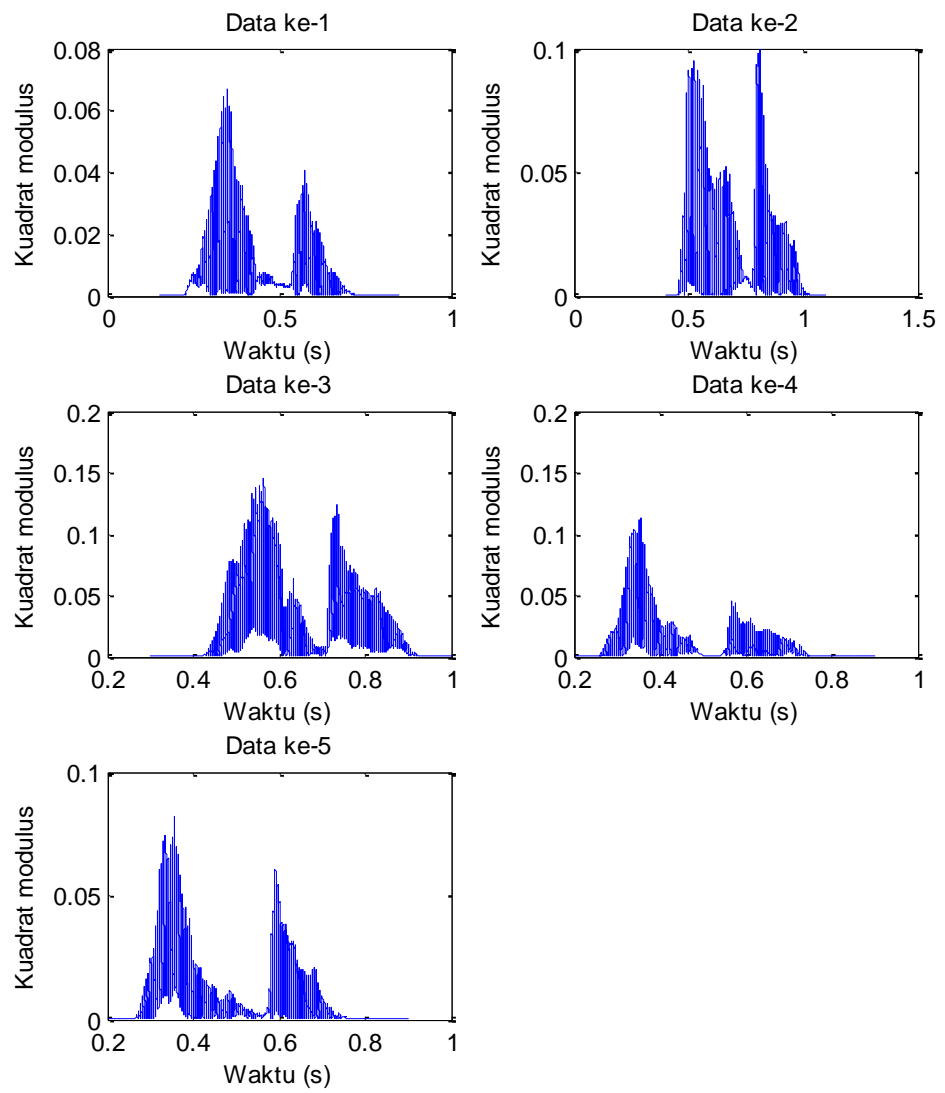 Data ke-1
Kuadrat modulus
0.08
0.06
0.04
0.02
0
0 0.5 1
Waktu (s)
Data ke-2
Kuadrat modulus
0.1
0.05
0
0 0.5 1 1.5
Waktu (s)
Data ke-3
Kuadrat modulus
0.2
0.15
0.1
0.05
0
0.2 0.4 0.6 0.8 1
Waktu (s)
Data ke-4
Kuadrat modulus
0.2
0.15
0.1
0.05
0
0.2 0.4 0.6 0.8 1
Waktu (s)
Data ke-5
Kuadrat modulus
0.1
0.05
0
0.2 0.4 0.6 0.8 1
Waktu (s)